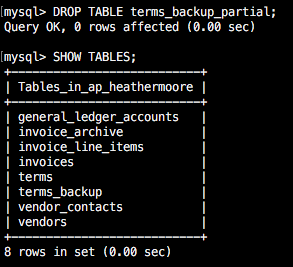 [mysql> DROP TABLE terms_backup_partial;
Query OK, 0 rows affected (0.00 sec)
[mysql> SHOW TABLES;
+---------------------------+
| Tables_in_ap_heathermoore |
+---------------------------+
| general_ledger_accounts   |
| invoice_archive           |
| invoice_line_items        |
| invoices                  |
| terms                     |
| terms_backup              |
| vendor_contacts           |
| vendors                   |
+---------------------------+
8 rows in set (0.00 sec)